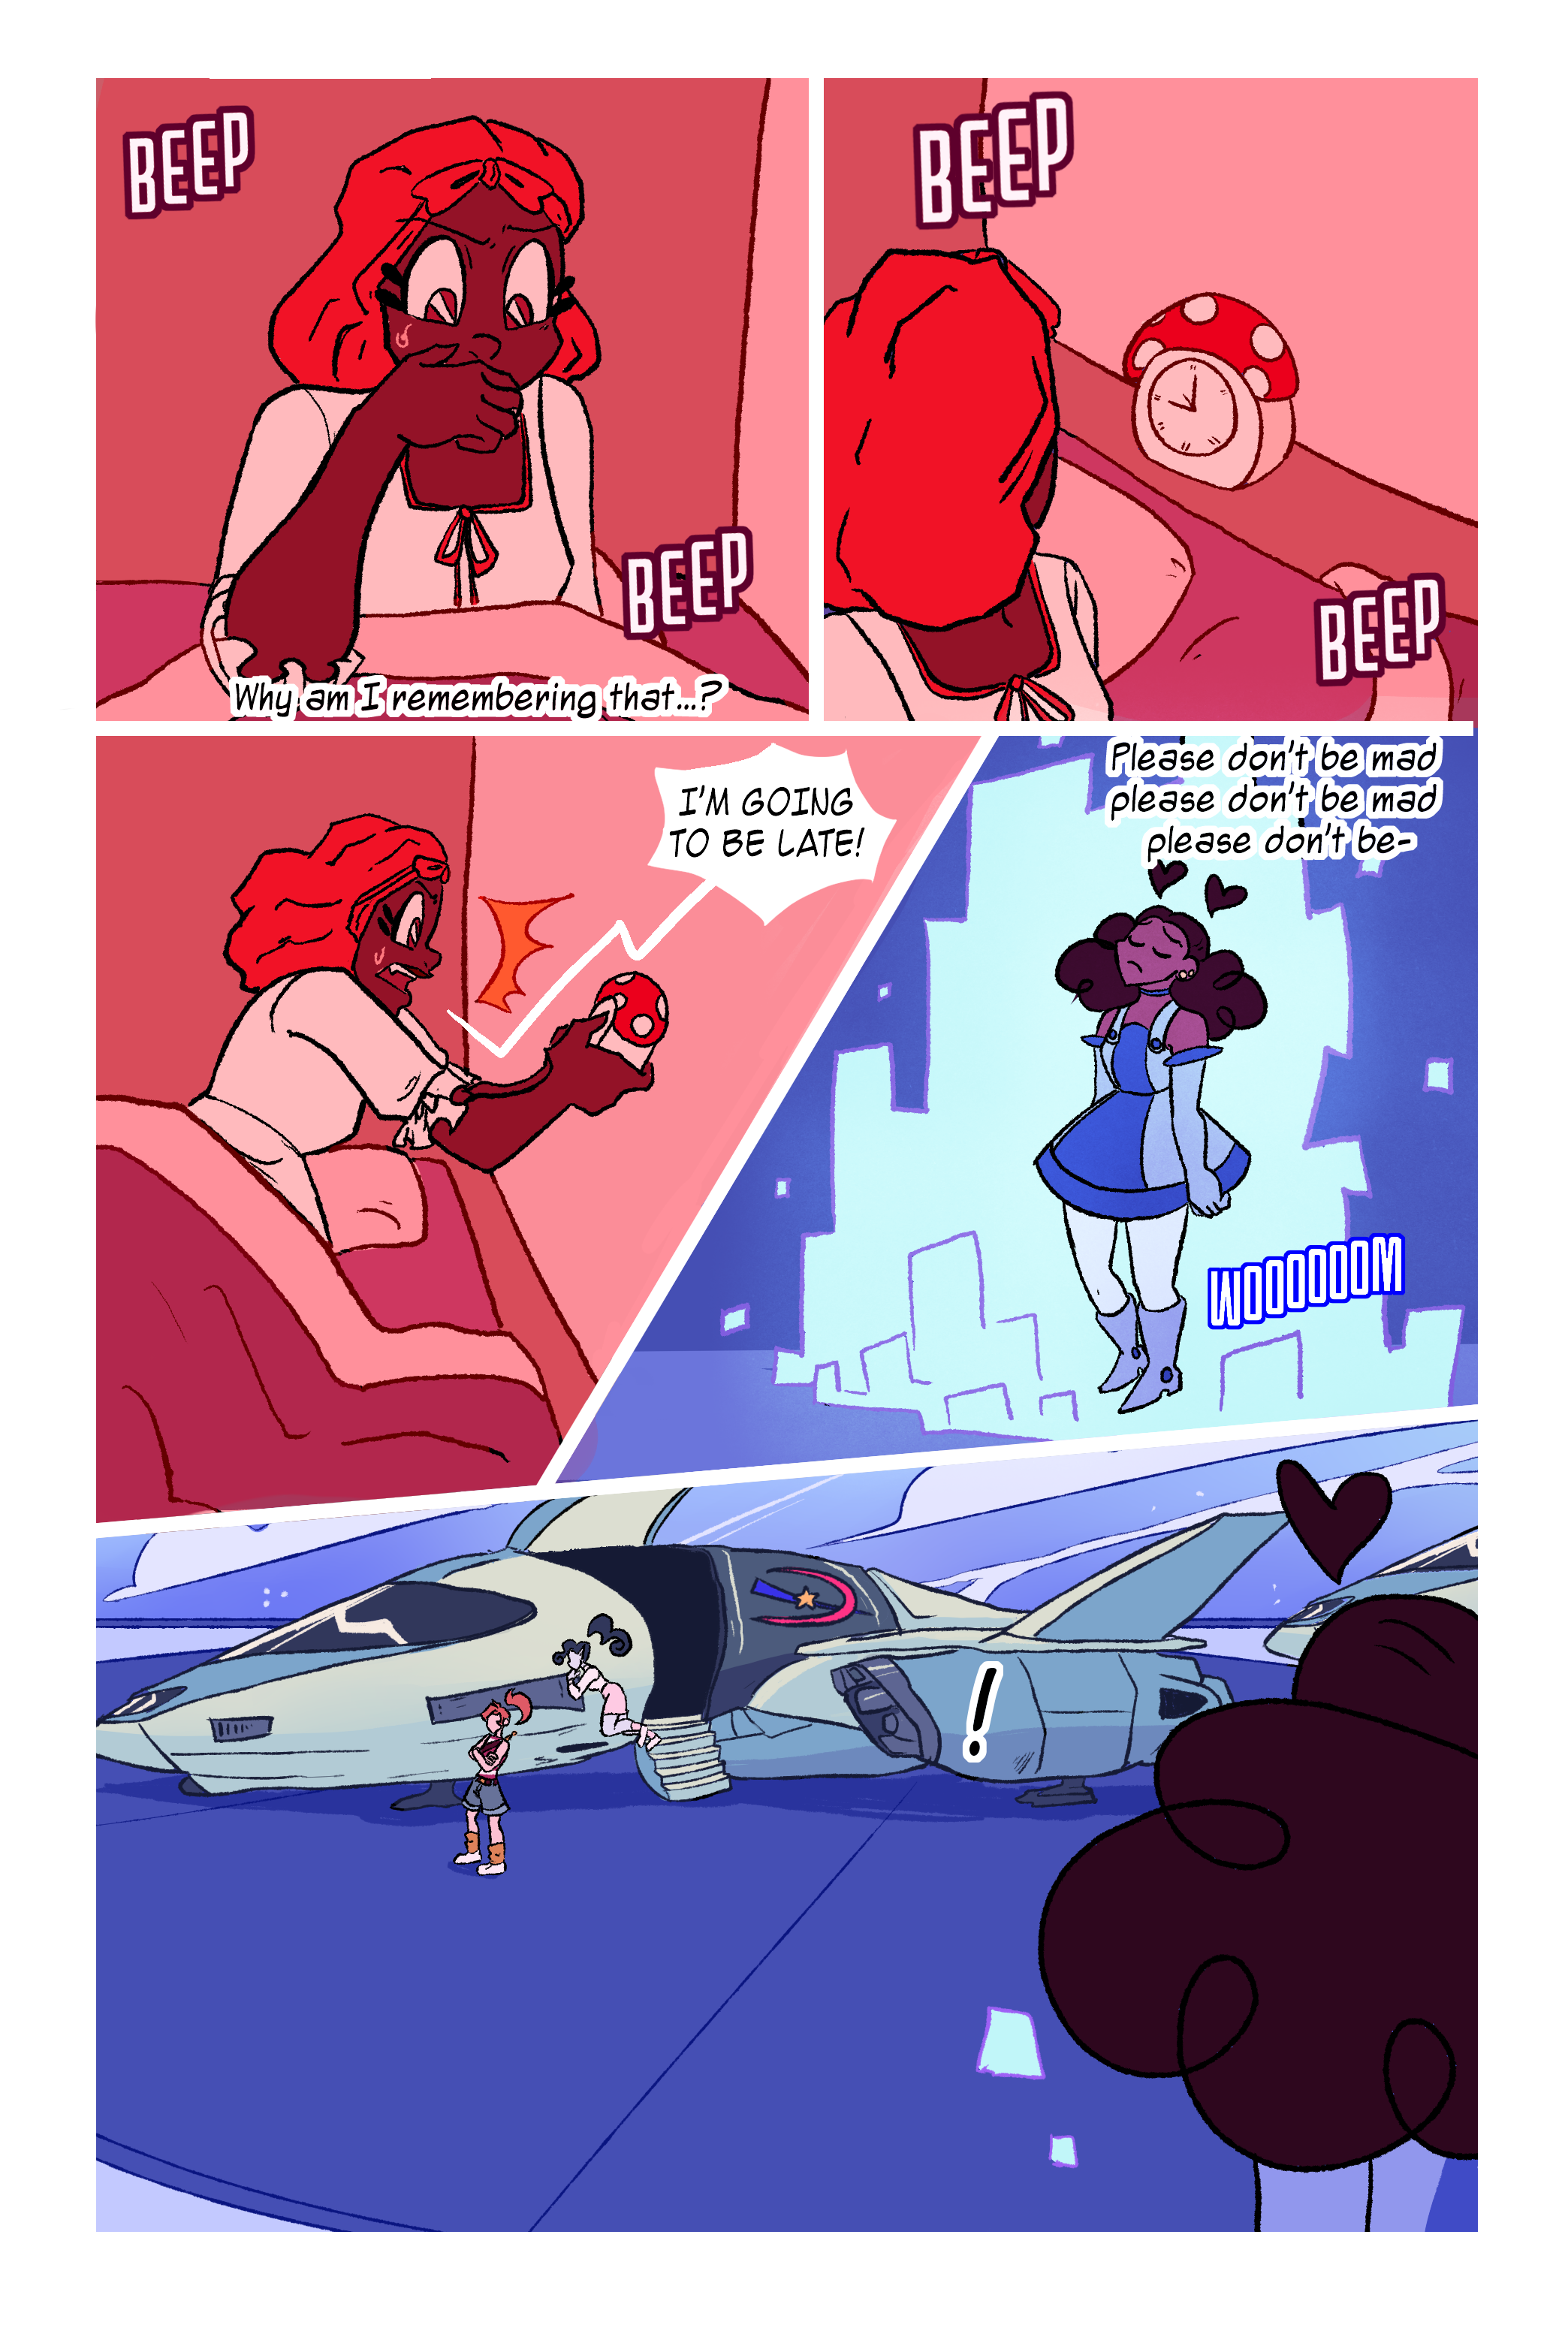 BEEP
BEEP
Why am I remembering that...?
BEEP
BEEP
I'M GOING
TO BE LATE!
Please don't be mad
please don't be mad
please don't be-
WOOOOOOM
!